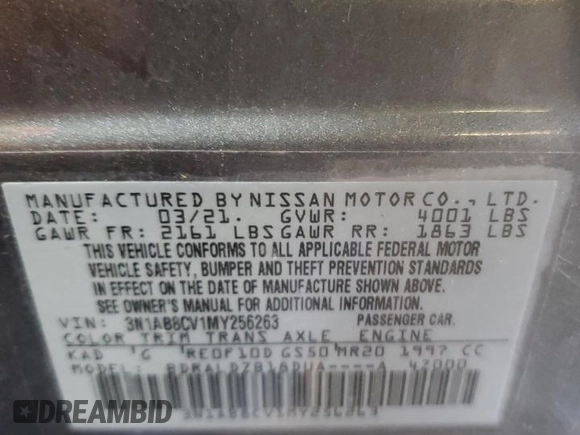 MANUFACTURED BY NISSAN MOTOR CO., LTD.
DATE: 03/21. GVWR: 4001 LBS
GAWR FR: 2161 LBS GAWR RR: 1863 LBS
THIS VEHICLE CONFORMS TO ALL APPLICABLE FEDERAL MOTOR
VEHICLE SAFETY, BUMPER AND THEFT PREVENTION STANDARDS
IN EFFECT ON THE DATE OF MANUFACTURE SHOWN ABOVE.
SEE OWNER'S MANUAL FOR ADDITIONAL INFORMATION.
VIN: 3N1AB8CV1MY256263 PASSENGER CAR.
COLOR TRIM TRANS AXLE ENGINE
KAD G RE0F10D GS50 MR20 1997 CC
47000
3N1AB8CV1MY256263
DREAMBID